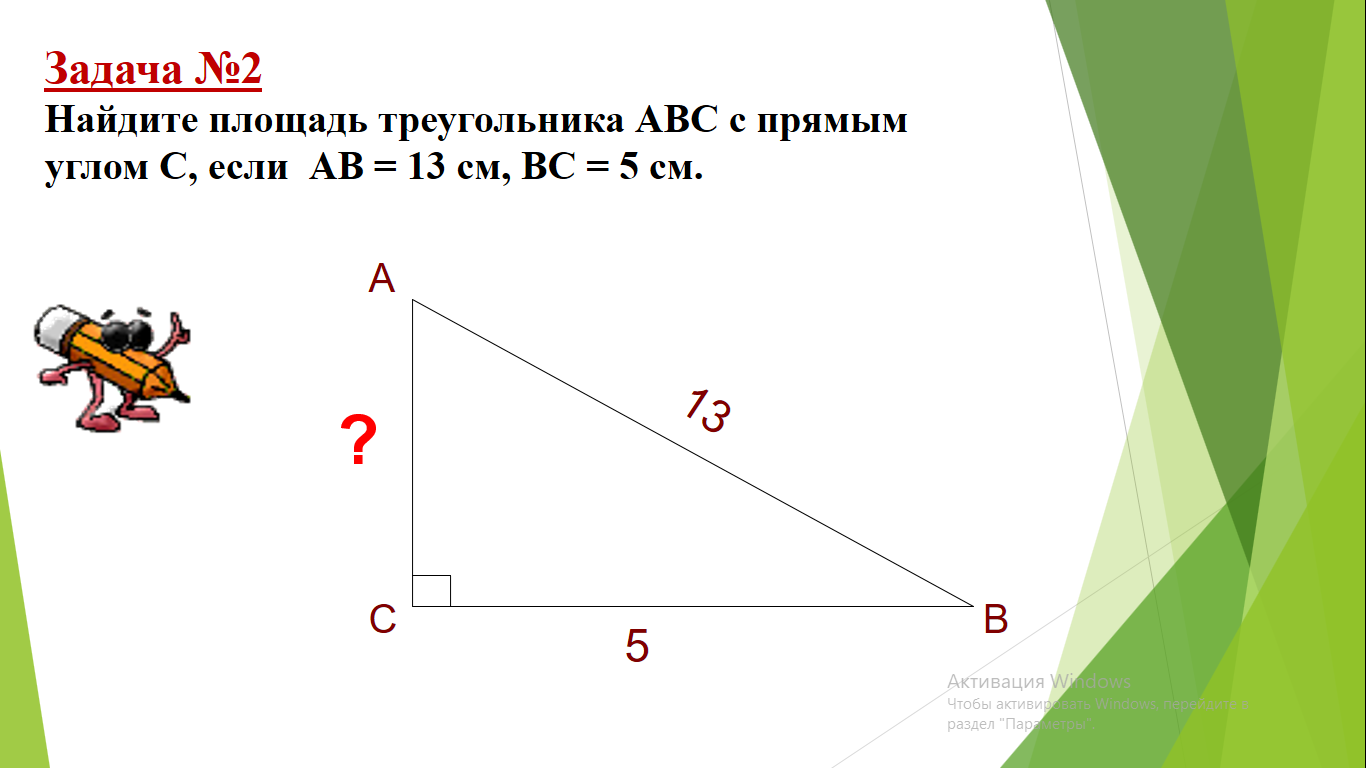 Задача №2
Найдите площадь треугольника АВС с прямым
углом С, если АВ = 13 см, ВС = 5 см.
А
13
?
С
В
5
Активация Windows
Чтобы активировать Windows, перейдите в
раздел "Параметры".